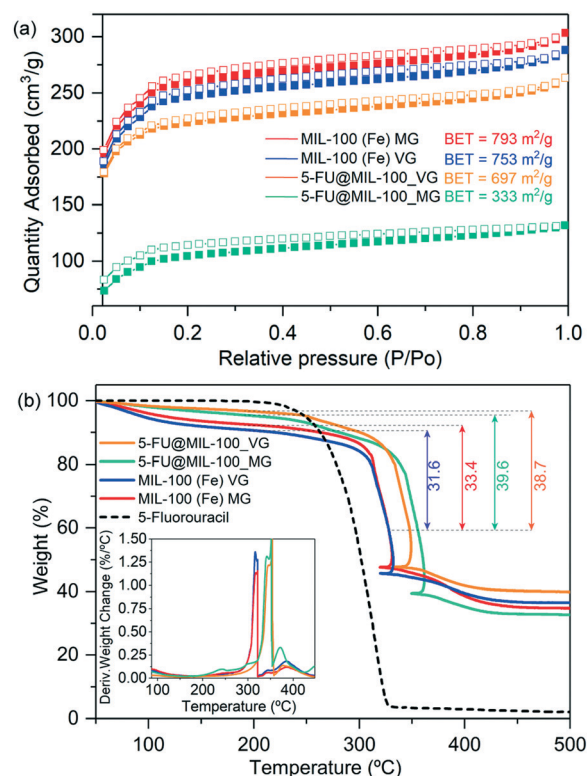 (a)
300
250
200
150
100
Quantity Adsorbed (cm³/g)
MIL-100 (Fe) MG BET = 793 m²/g
MIL-100 (Fe) VG BET = 753 m²/g
5-FU@MIL-100_VG BET = 697 m²/g
5-FU@MIL-100_MG BET = 333 m²/g
0.0 0.2 0.4 0.6 0.8 1.0
Relative pressure (P/Po)
(b)
100
80
60
40
20
0
Weight (%)
5-FU@MIL-100_VG
5-FU@MIL-100_MG
MIL-100 (Fe) VG
MIL-100 (Fe) MG
5-Fluorouracil
31.6
33.4
39.6
38.7
1.50
1.25
1.00
0.75
0.50
0.25
0.00
Deriv.Weight Change (%/ºC)
100 200 300 400
Temperature (ºC)
100 200 300 400 500
Temperature (ºC)